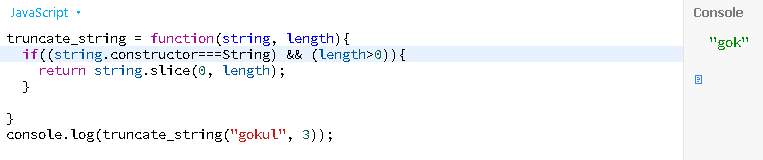 JavaScript
Console
truncate_string = function(string, length){
if((string.constructor===String) && (length>0)){
return string.slice(0, length);
}
}
console.log(truncate_string("gokul", 3));
"gok"